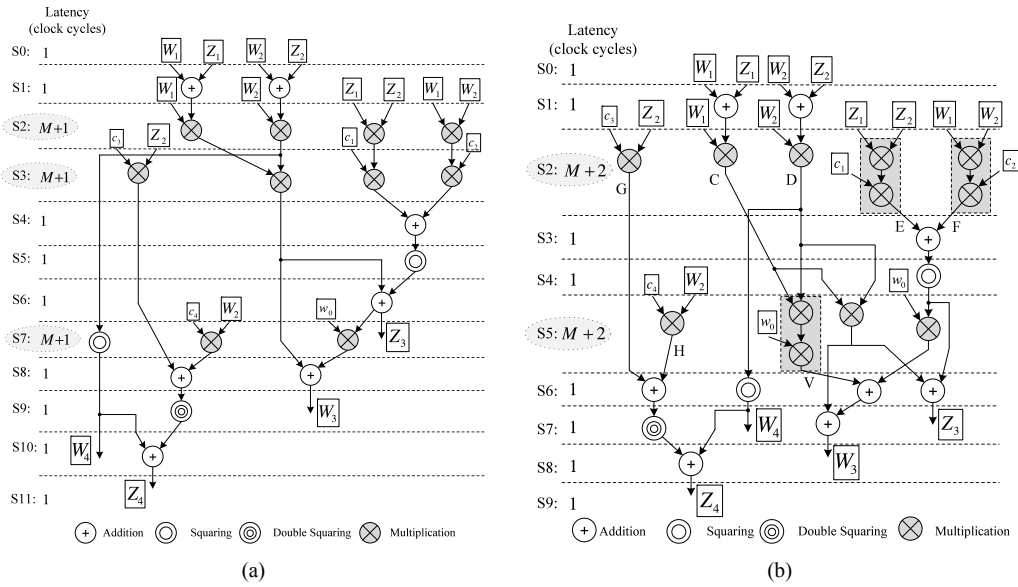 Latency
(clock cycles)
S0: 1
W₁ Z₁ W₂ Z₂
S1: 1
W₁ W₂ Z₁ Z₂ W₁ W₂
S2: M+1
c₃ Z₂ c₁ c₂
S3: M+1
S4: 1
S5: 1
S6: 1
c₄ W₂ w₀ Z₃
S7: M+1
S8: 1
S9: 1
W₃
S10: 1
W₄
Z₄
S11: 1
Addition Squaring Double Squaring Multiplication
(a)
Latency
(clock cycles)
S0: 1
W₁ Z₁ W₂ Z₂
S1: 1
c₃ Z₂ W₁ W₂ Z₁ Z₂ W₁ W₂
S2: M+2
c₁ c₂
G C D
E F
S3: 1
S4: 1
c₄ W₂ w₀
S5: M+2
w₀
H
V
S6: 1
S7: 1
W₄ Z₃
S8: 1
W₃
Z₄
S9: 1
Addition Squaring Double Squaring Multiplication
(b)